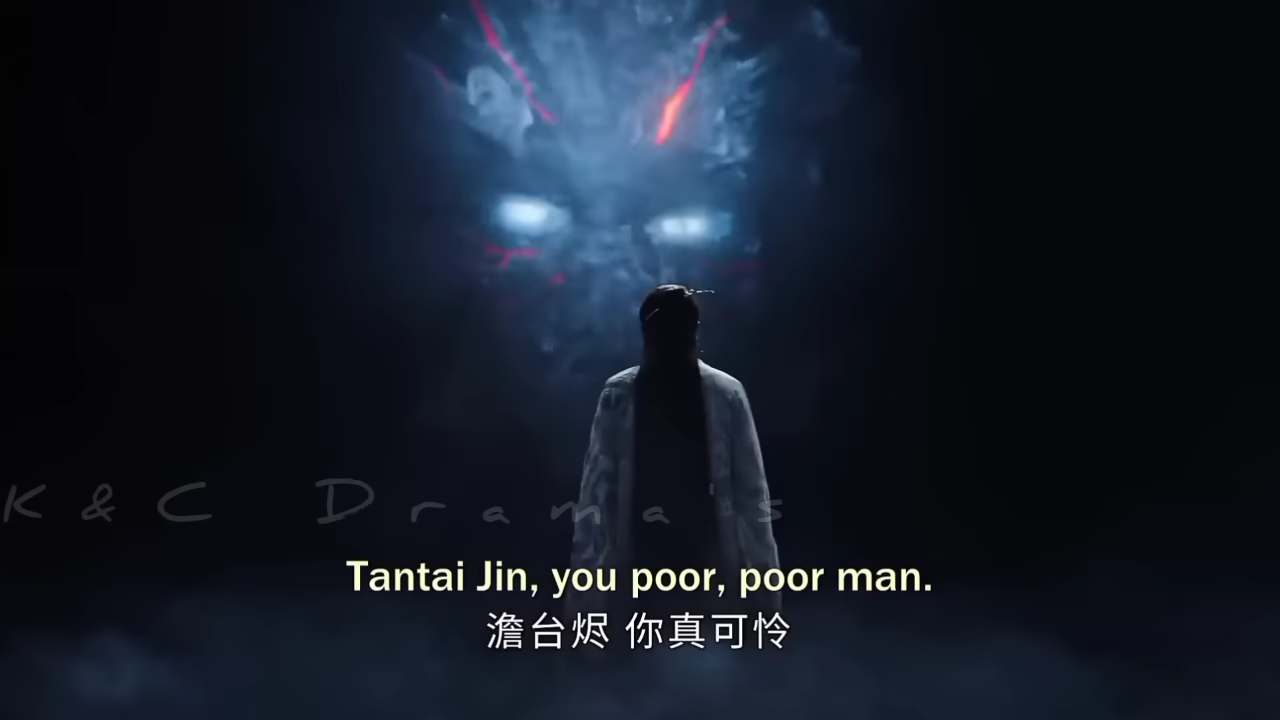 K & C Drama's
Tantai Jin, you poor, poor man.
澹台烬 你真可怜